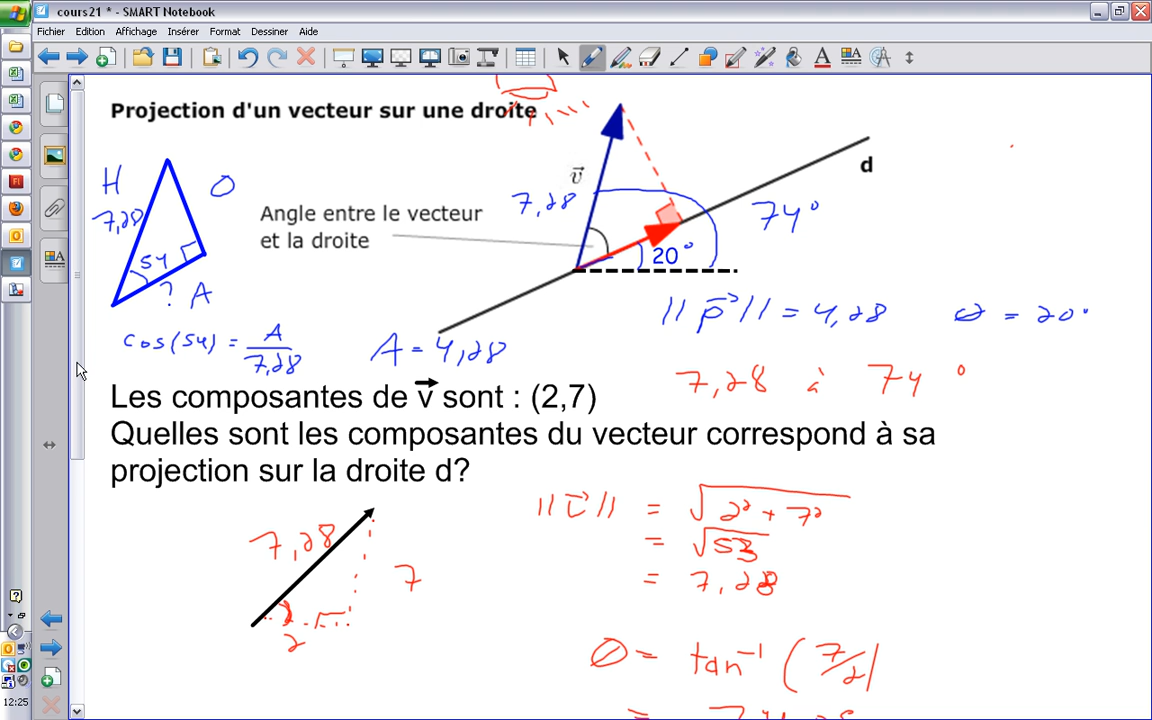 cours21 * - SMART Notebook
Fichier Edition Affichage Insérer Format Dessiner Aide
Projection d'un vecteur sur une droite
d
v⃗
H
O
7,28
7,28
74°
Angle entre le vecteur
et la droite
54
20°
? A
||p⃗|| = 4,28 θ = 20°
cos(54) = A/7,28
A = 4,28
7,28 à 74°
Les composantes de v⃗ sont : (2,7)
Quelles sont les composantes du vecteur correspond à sa
projection sur la droite d?
||v⃗|| = √2² + 7²
= √53
= 7,28
7,28
7
2
θ = tan⁻¹ (7/2)
12:25